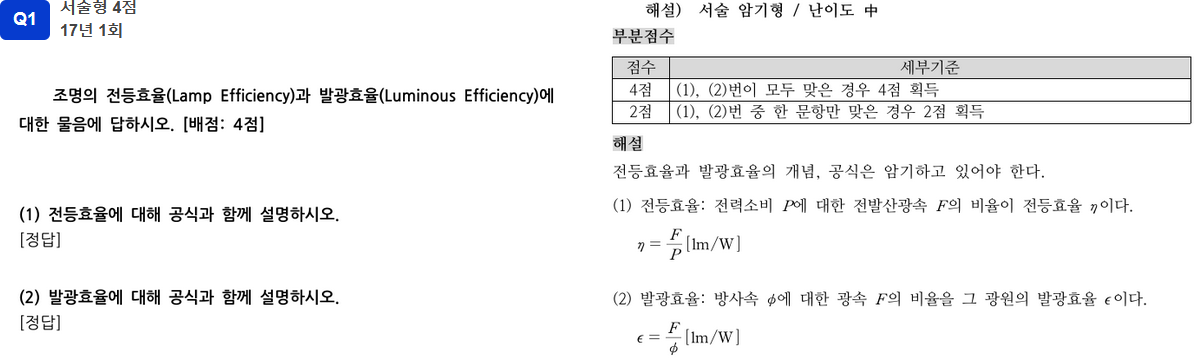 Q1
서술형 4점
17년 1회
조명의 전등효율(Lamp Efficiency)과 발광효율(Luminous Efficiency)에
대한 물음에 답하시오. [배점: 4점]
(1) 전등효율에 대해 공식과 함께 설명하시오.
[정답]
(2) 발광효율에 대해 공식과 함께 설명하시오.
[정답]
해설) 서술 암기형 / 난이도 中
부분점수
점수 세부기준
4점 (1), (2)번이 모두 맞은 경우 4점 획득
2점 (1), (2)번 중 한 문항만 맞은 경우 2점 획득
해설
전등효율과 발광효율의 개념, 공식은 암기하고 있어야 한다.
(1) 전등효율: 전력소비 P에 대한 전발산광속 F의 비율이 전등효율 η이다.
η = F/P [lm/W]
(2) 발광효율: 방사속 ϕ에 대한 광속 F의 비율을 그 광원의 발광효율 ϵ이다.
ϵ = F/ϕ [lm/W]